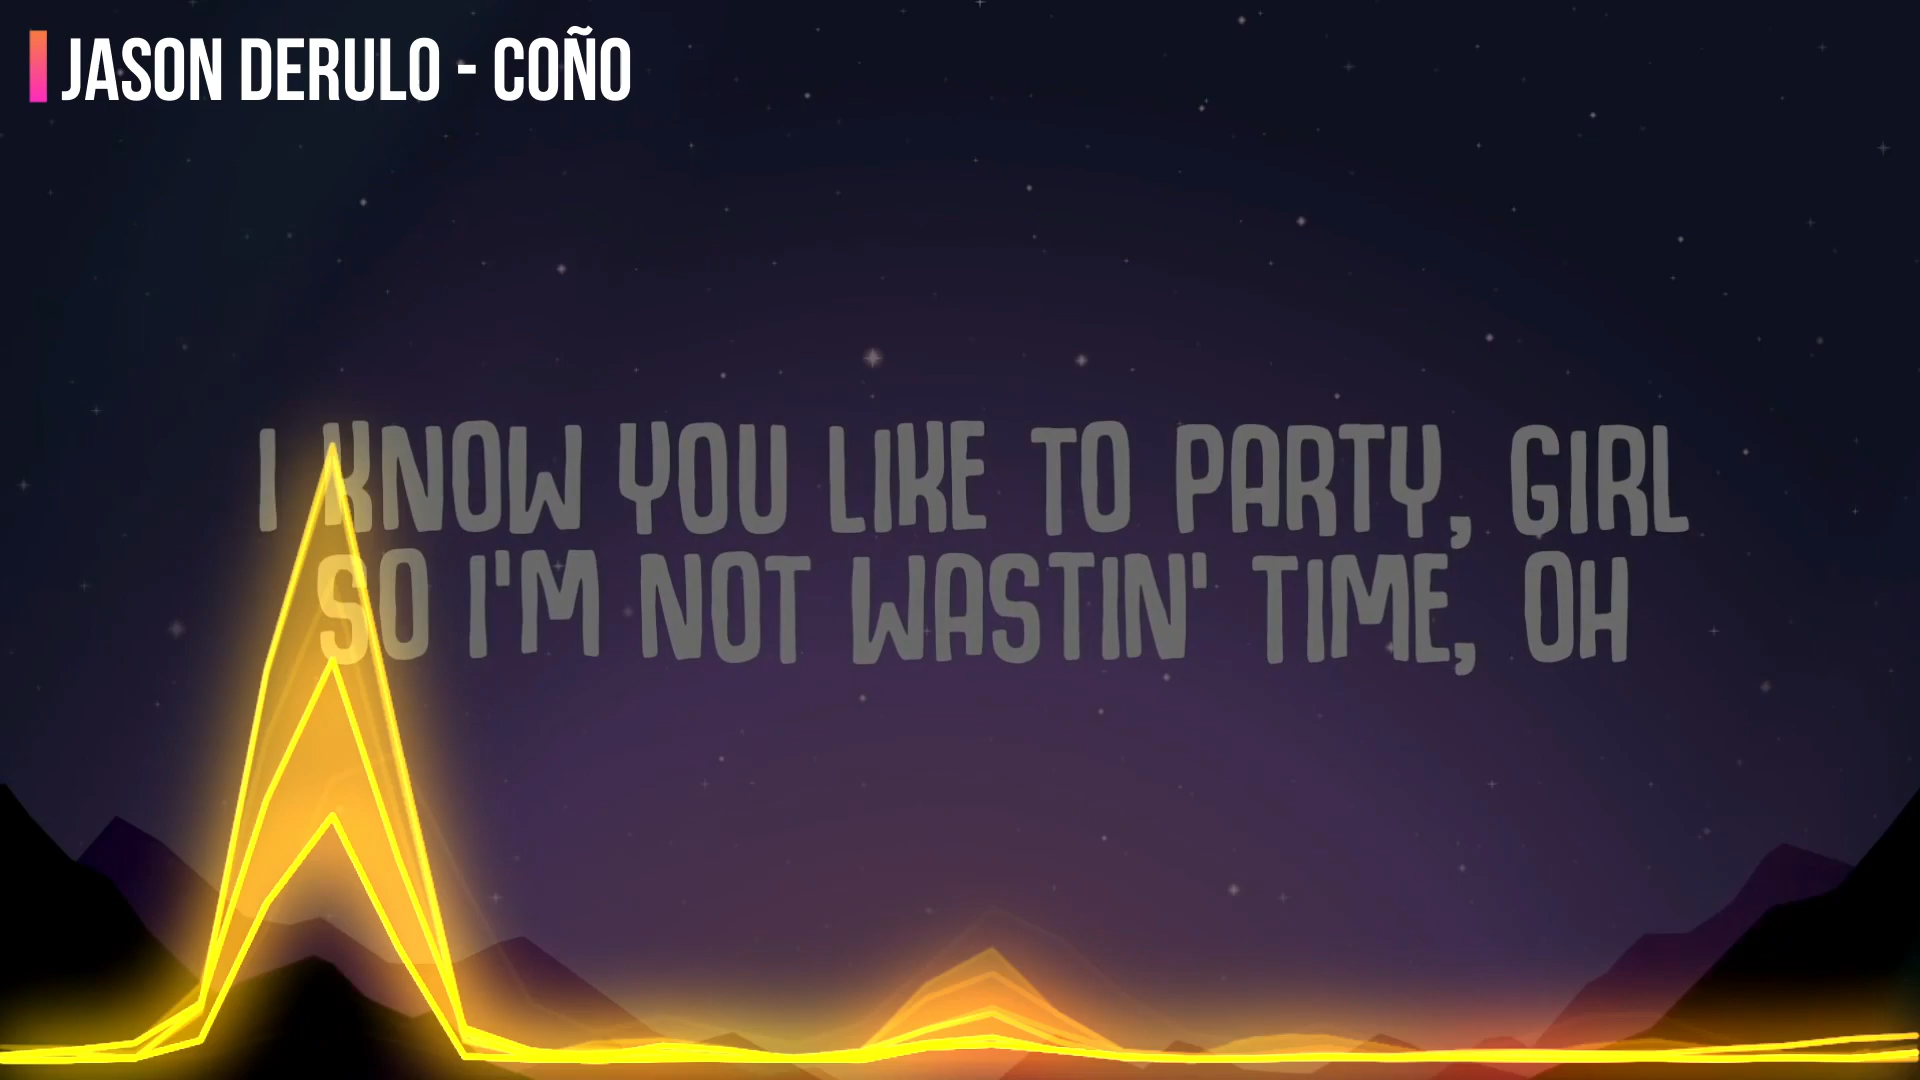 JASON DERULO - COÑO
I KNOW YOU LIKE TO PARTY, GIRL
SO I'M NOT WASTIN' TIME, OH